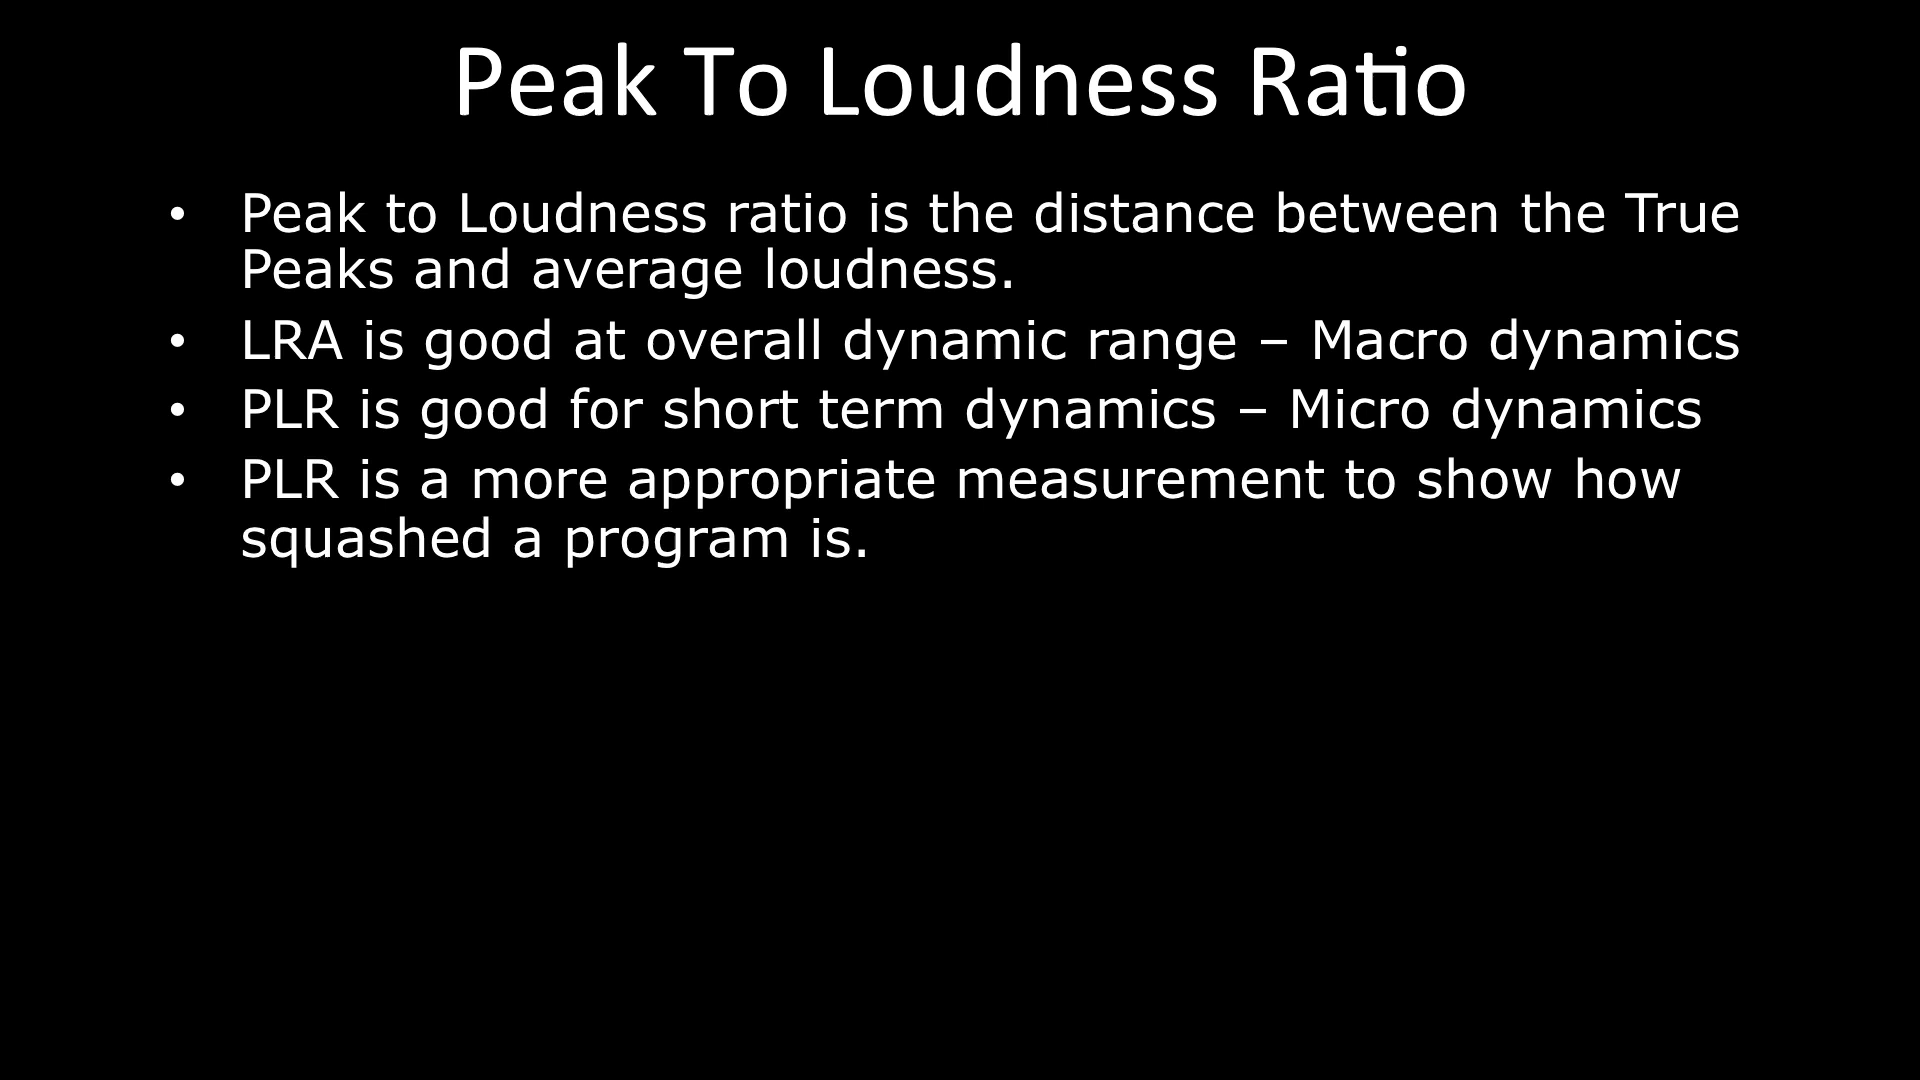 Peak To Loudness Ratio
• Peak to Loudness ratio is the distance between the True
Peaks and average loudness.
• LRA is good at overall dynamic range – Macro dynamics
• PLR is good for short term dynamics – Micro dynamics
• PLR is a more appropriate measurement to show how
squashed a program is.